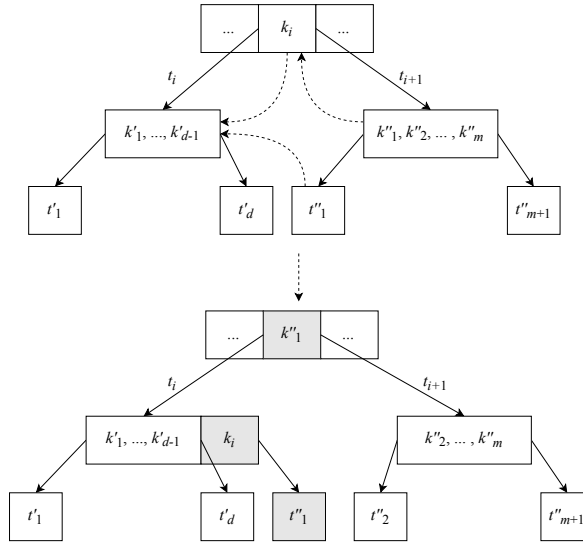 ... k_i ...
t_i t_{i+1}
k'_1, ..., k'_{d-1} k''_1, k''_2, ... , k''_m
t'_1 t'_d t''_1 t''_{m+1}
... k''_1 ...
t_i t_{i+1}
k'_1, ..., k'_{d-1} k_i k''_2, ... , k''_m
t'_1 t'_d t''_1 t''_2 t''_{m+1}